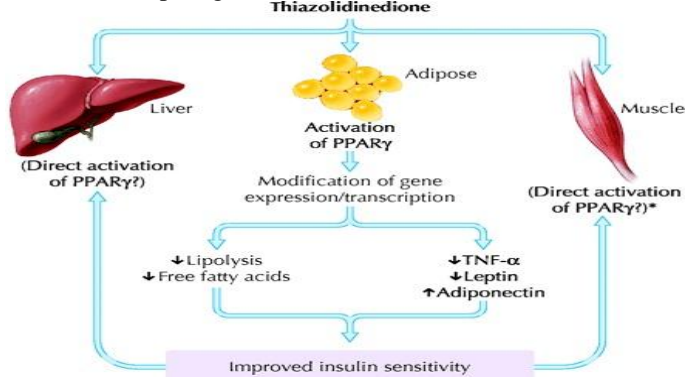 Thiazolidinedione
Liver
Adipose
Muscle
Activation
of PPARγ
(Direct activation
of PPARγ?)
(Direct activation
of PPARγ?)*
Modification of gene
expression/transcription
↓Lipolysis
↓Free fatty acids
↓TNF-α
↓Leptin
↑Adiponectin
Improved insulin sensitivity